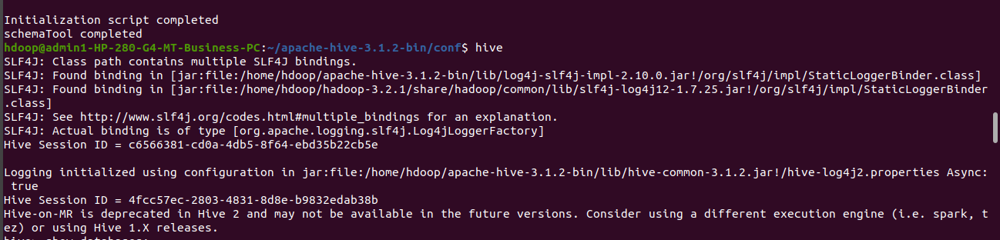 Initialization script completed
schemaTool completed
hdoop@admin1-HP-280-G4-MT-Business-PC:~/apache-hive-3.1.2-bin/conf$ hive
SLF4J: Class path contains multiple SLF4J bindings.
SLF4J: Found binding in [jar:file:/home/hdoop/apache-hive-3.1.2-bin/lib/log4j-slf4j-impl-2.10.0.jar!/org/slf4j/impl/StaticLoggerBinder.class]
SLF4J: Found binding in [jar:file:/home/hdoop/hadoop-3.2.1/share/hadoop/common/lib/slf4j-log4j12-1.7.25.jar!/org/slf4j/impl/StaticLoggerBinder
.class]
SLF4J: See http://www.slf4j.org/codes.html#multiple_bindings for an explanation.
SLF4J: Actual binding is of type [org.apache.logging.slf4j.Log4jLoggerFactory]
Hive Session ID = c6566381-cd0a-4db5-8f64-ebd35b22cb5e
Logging initialized using configuration in jar:file:/home/hdoop/apache-hive-3.1.2-bin/lib/hive-common-3.1.2.jar!/hive-log4j2.properties Async:
 true
Hive Session ID = 4fcc57ec-2803-4831-8d8e-b9832edab38b
Hive-on-MR is deprecated in Hive 2 and may not be available in the future versions. Consider using a different execution engine (i.e. spark, t
ez) or using Hive 1.X releases.
hive> show databases;